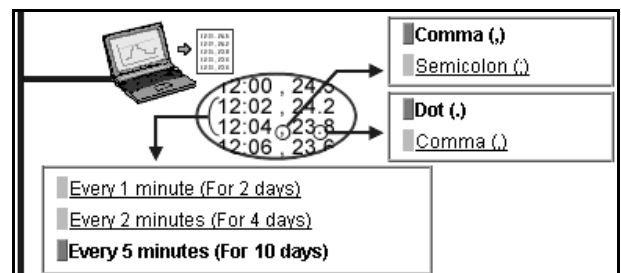 Comma (,)
Semicolon (;)
12:00 , 24.3
12:02 , 24.2
12:04 , 23.8
12:06 , 23.6
Dot (.)
Comma (,)
Every 1 minute (For 2 days)
Every 2 minutes (For 4 days)
Every 5 minutes (For 10 days)